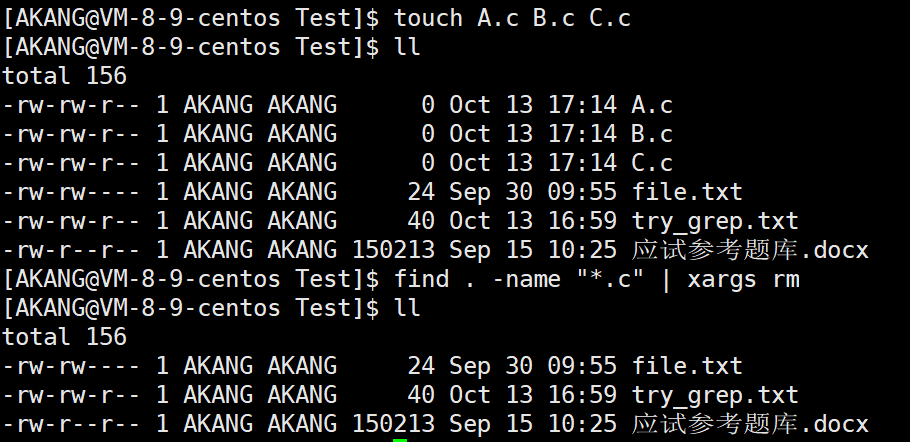 [AKANG@VM-8-9-centos Test]$ touch A.c B.c C.c
[AKANG@VM-8-9-centos Test]$ ll
total 156
-rw-rw-r-- 1 AKANG AKANG      0 Oct 13 17:14 A.c
-rw-rw-r-- 1 AKANG AKANG      0 Oct 13 17:14 B.c
-rw-rw-r-- 1 AKANG AKANG      0 Oct 13 17:14 C.c
-rw-rw---- 1 AKANG AKANG     24 Sep 30 09:55 file.txt
-rw-rw-r-- 1 AKANG AKANG     40 Oct 13 16:59 try_grep.txt
-rw-r--r-- 1 AKANG AKANG 150213 Sep 15 10:25 应试参考题库.docx
[AKANG@VM-8-9-centos Test]$ find . -name "*.c" | xargs rm
[AKANG@VM-8-9-centos Test]$ ll
total 156
-rw-rw---- 1 AKANG AKANG     24 Sep 30 09:55 file.txt
-rw-rw-r-- 1 AKANG AKANG     40 Oct 13 16:59 try_grep.txt
-rw-r--r-- 1 AKANG AKANG 150213 Sep 15 10:25 应试参考题库.docx